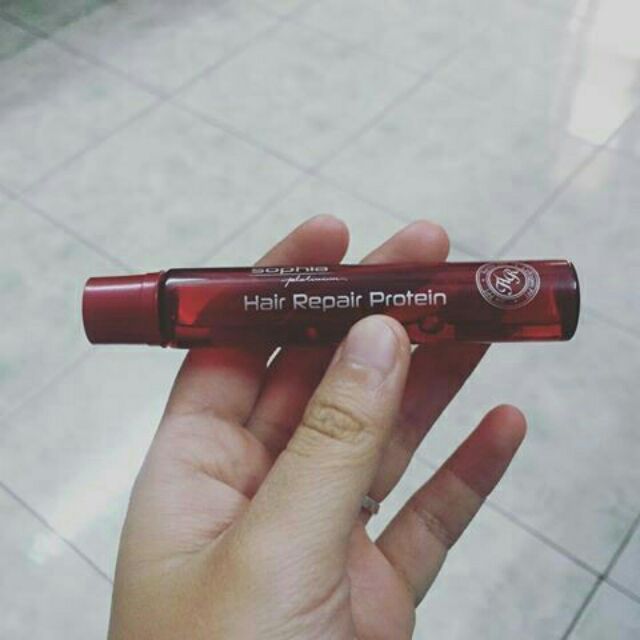 sophia
platinum
Hair Repair Protein